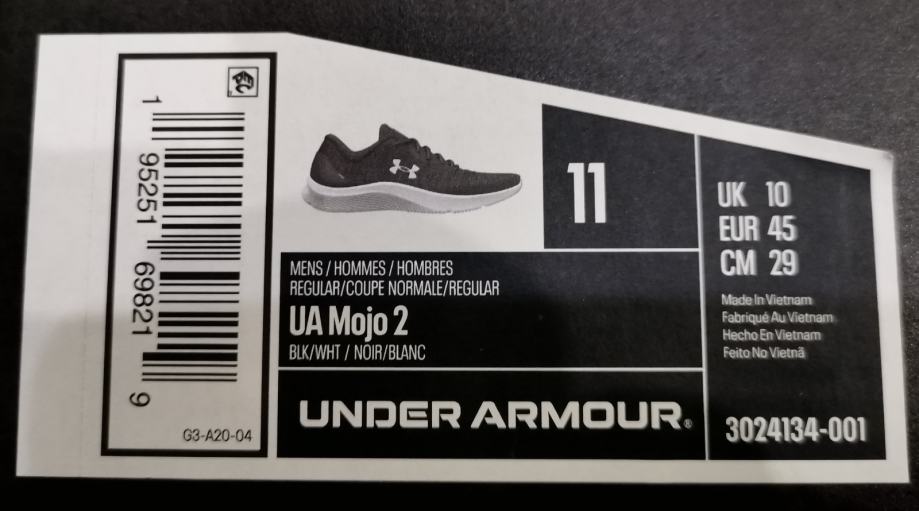 1 95251 69821 9
G3-A20-04
11
UK 10
EUR 45
CM 29
Made In Vietnam
Fabriqué Au Vietnam
Hecho En Vietnam
Feito No Vietnã
3024134-001
MENS / HOMMES / HOMBRES
REGULAR/COUPE NORMALE/REGULAR
UA Mojo 2
BLK/WHT / NOIR/BLANC
UNDER ARMOUR®